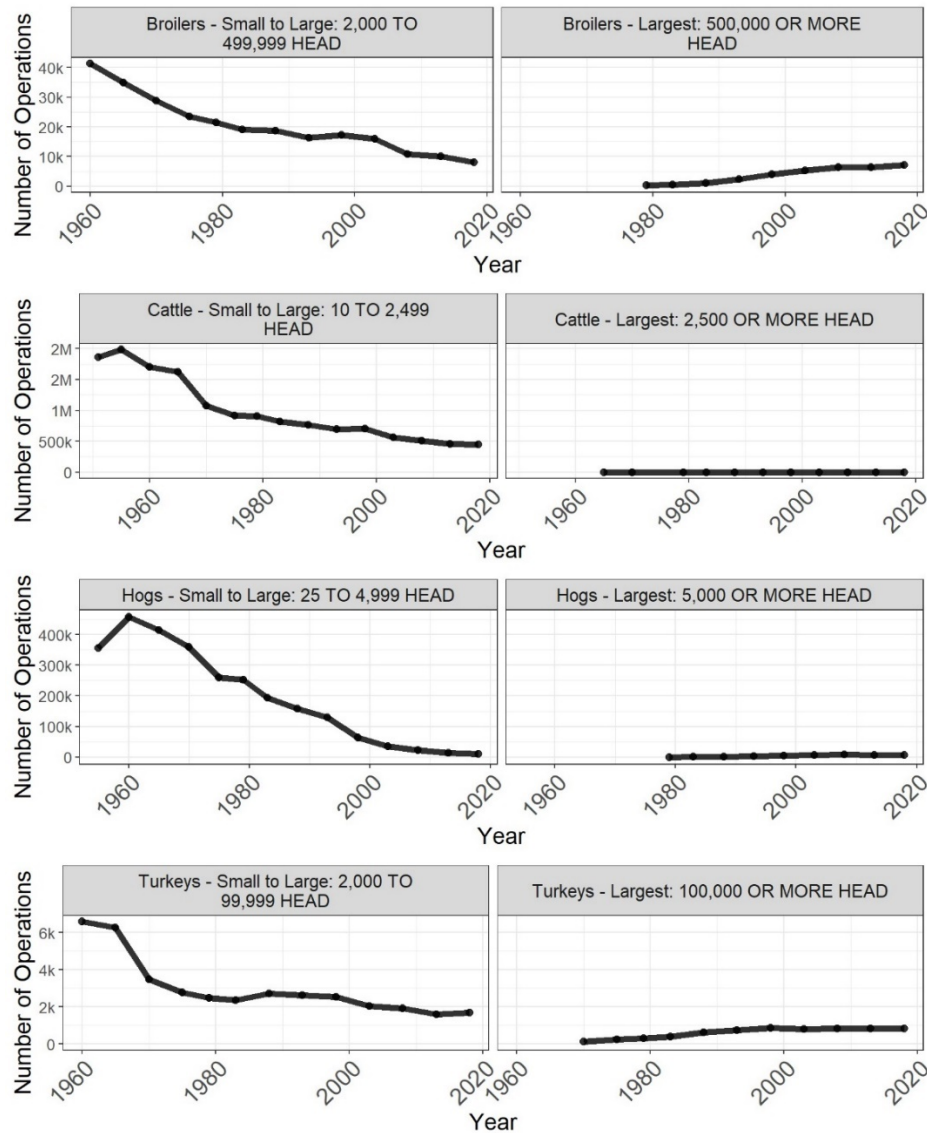 Broilers - Small to Large: 2,000 TO
499,999 HEAD
Broilers - Largest: 500,000 OR MORE
HEAD
Number of Operations
40k
30k
20k
10k
0
1960
1980
2000
2020
1960
1980
2000
2020
Year
Cattle - Small to Large: 10 TO 2,499
HEAD
Cattle - Largest: 2,500 OR MORE HEAD
Number of Operations
2M
2M
1M
500k
0
1960
1980
2000
2020
1960
1980
2000
2020
Year
Hogs - Small to Large: 25 TO 4,999 HEAD
Hogs - Largest: 5,000 OR MORE HEAD
Number of Operations
400k
300k
200k
100k
0
1960
1980
2000
2020
1960
1980
2000
2020
Year
Turkeys - Small to Large: 2,000 TO
99,999 HEAD
Turkeys - Largest: 100,000 OR MORE HEAD
Number of Operations
6k
4k
2k
0
1960
1980
2000
2020
1960
1980
2000
2020
Year